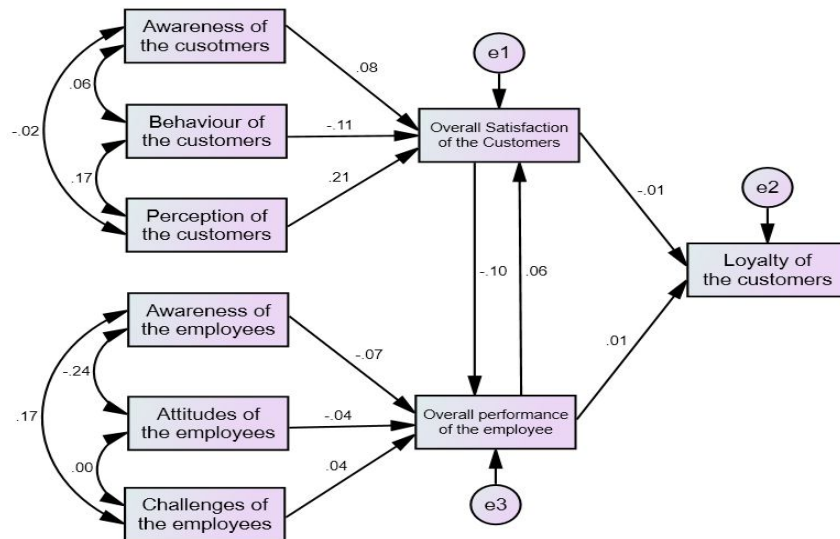 Awareness of
the cusotmers
e1
.08
.06
-.02
Behaviour of
the customers
-.11
Overall Satisfaction
of the Customers
.17
.21
-.01
e2
Perception of
the customers
Loyalty of
the customers
-.10
.06
Awareness of
the employees
-.07
.01
-.24
.17
Attitudes of
the employees
-.04
Overall performance
of the employee
.00
.04
Challenges of
the employees
e3